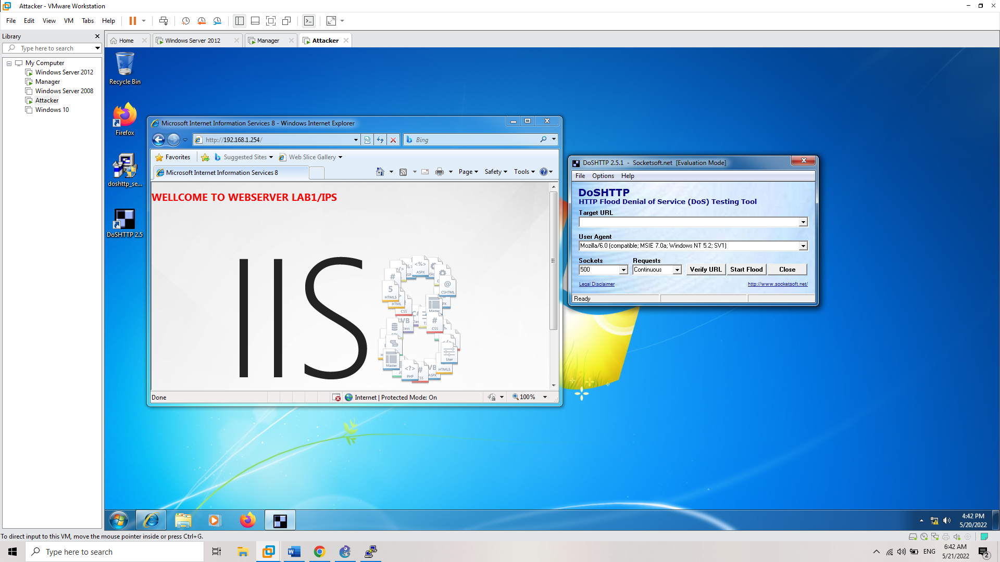 Attacker - VMware Workstation
File Edit View VM Tabs Help
Library
Type here to search
My Computer
Windows Server 2012
Manager
Windows Server 2008
Attacker
Windows 10
Home
Windows Server 2012
Manager
Attacker
Recycle Bin
Firefox
doshttp_se...
DoSHTTP 2.5
Microsoft Internet Information Services 8 - Windows Internet Explorer
http://192.168.1.254/
Bing
Favorites
Suggested Sites
Web Slice Gallery
Microsoft Internet Information Services 8
Page
Safety
Tools
WELLCOME TO WEBSERVER LAB1/IPS
IIS
Done
Internet | Protected Mode: On
100%
DoSHTTP 2.5.1 - Socketsoft.net [Evaluation Mode]
File Options Help
DoSHTTP
HTTP Flood Denial of Service (DoS) Testing Tool
Target URL
User Agent
Mozilla/6.0 (compatible; MSIE 7.0a; Windows NT 5.2; SV1)
Sockets
Requests
500
Continuous
Verify URL
Start Flood
Close
Legal Disclaimer
http://www.socketsoft.net/
Ready
4:42 PM
5/20/2022
To direct input to this VM, move the mouse pointer inside or press Ctrl+G.
Type here to search
ENG
6:42 AM
5/21/2022
2